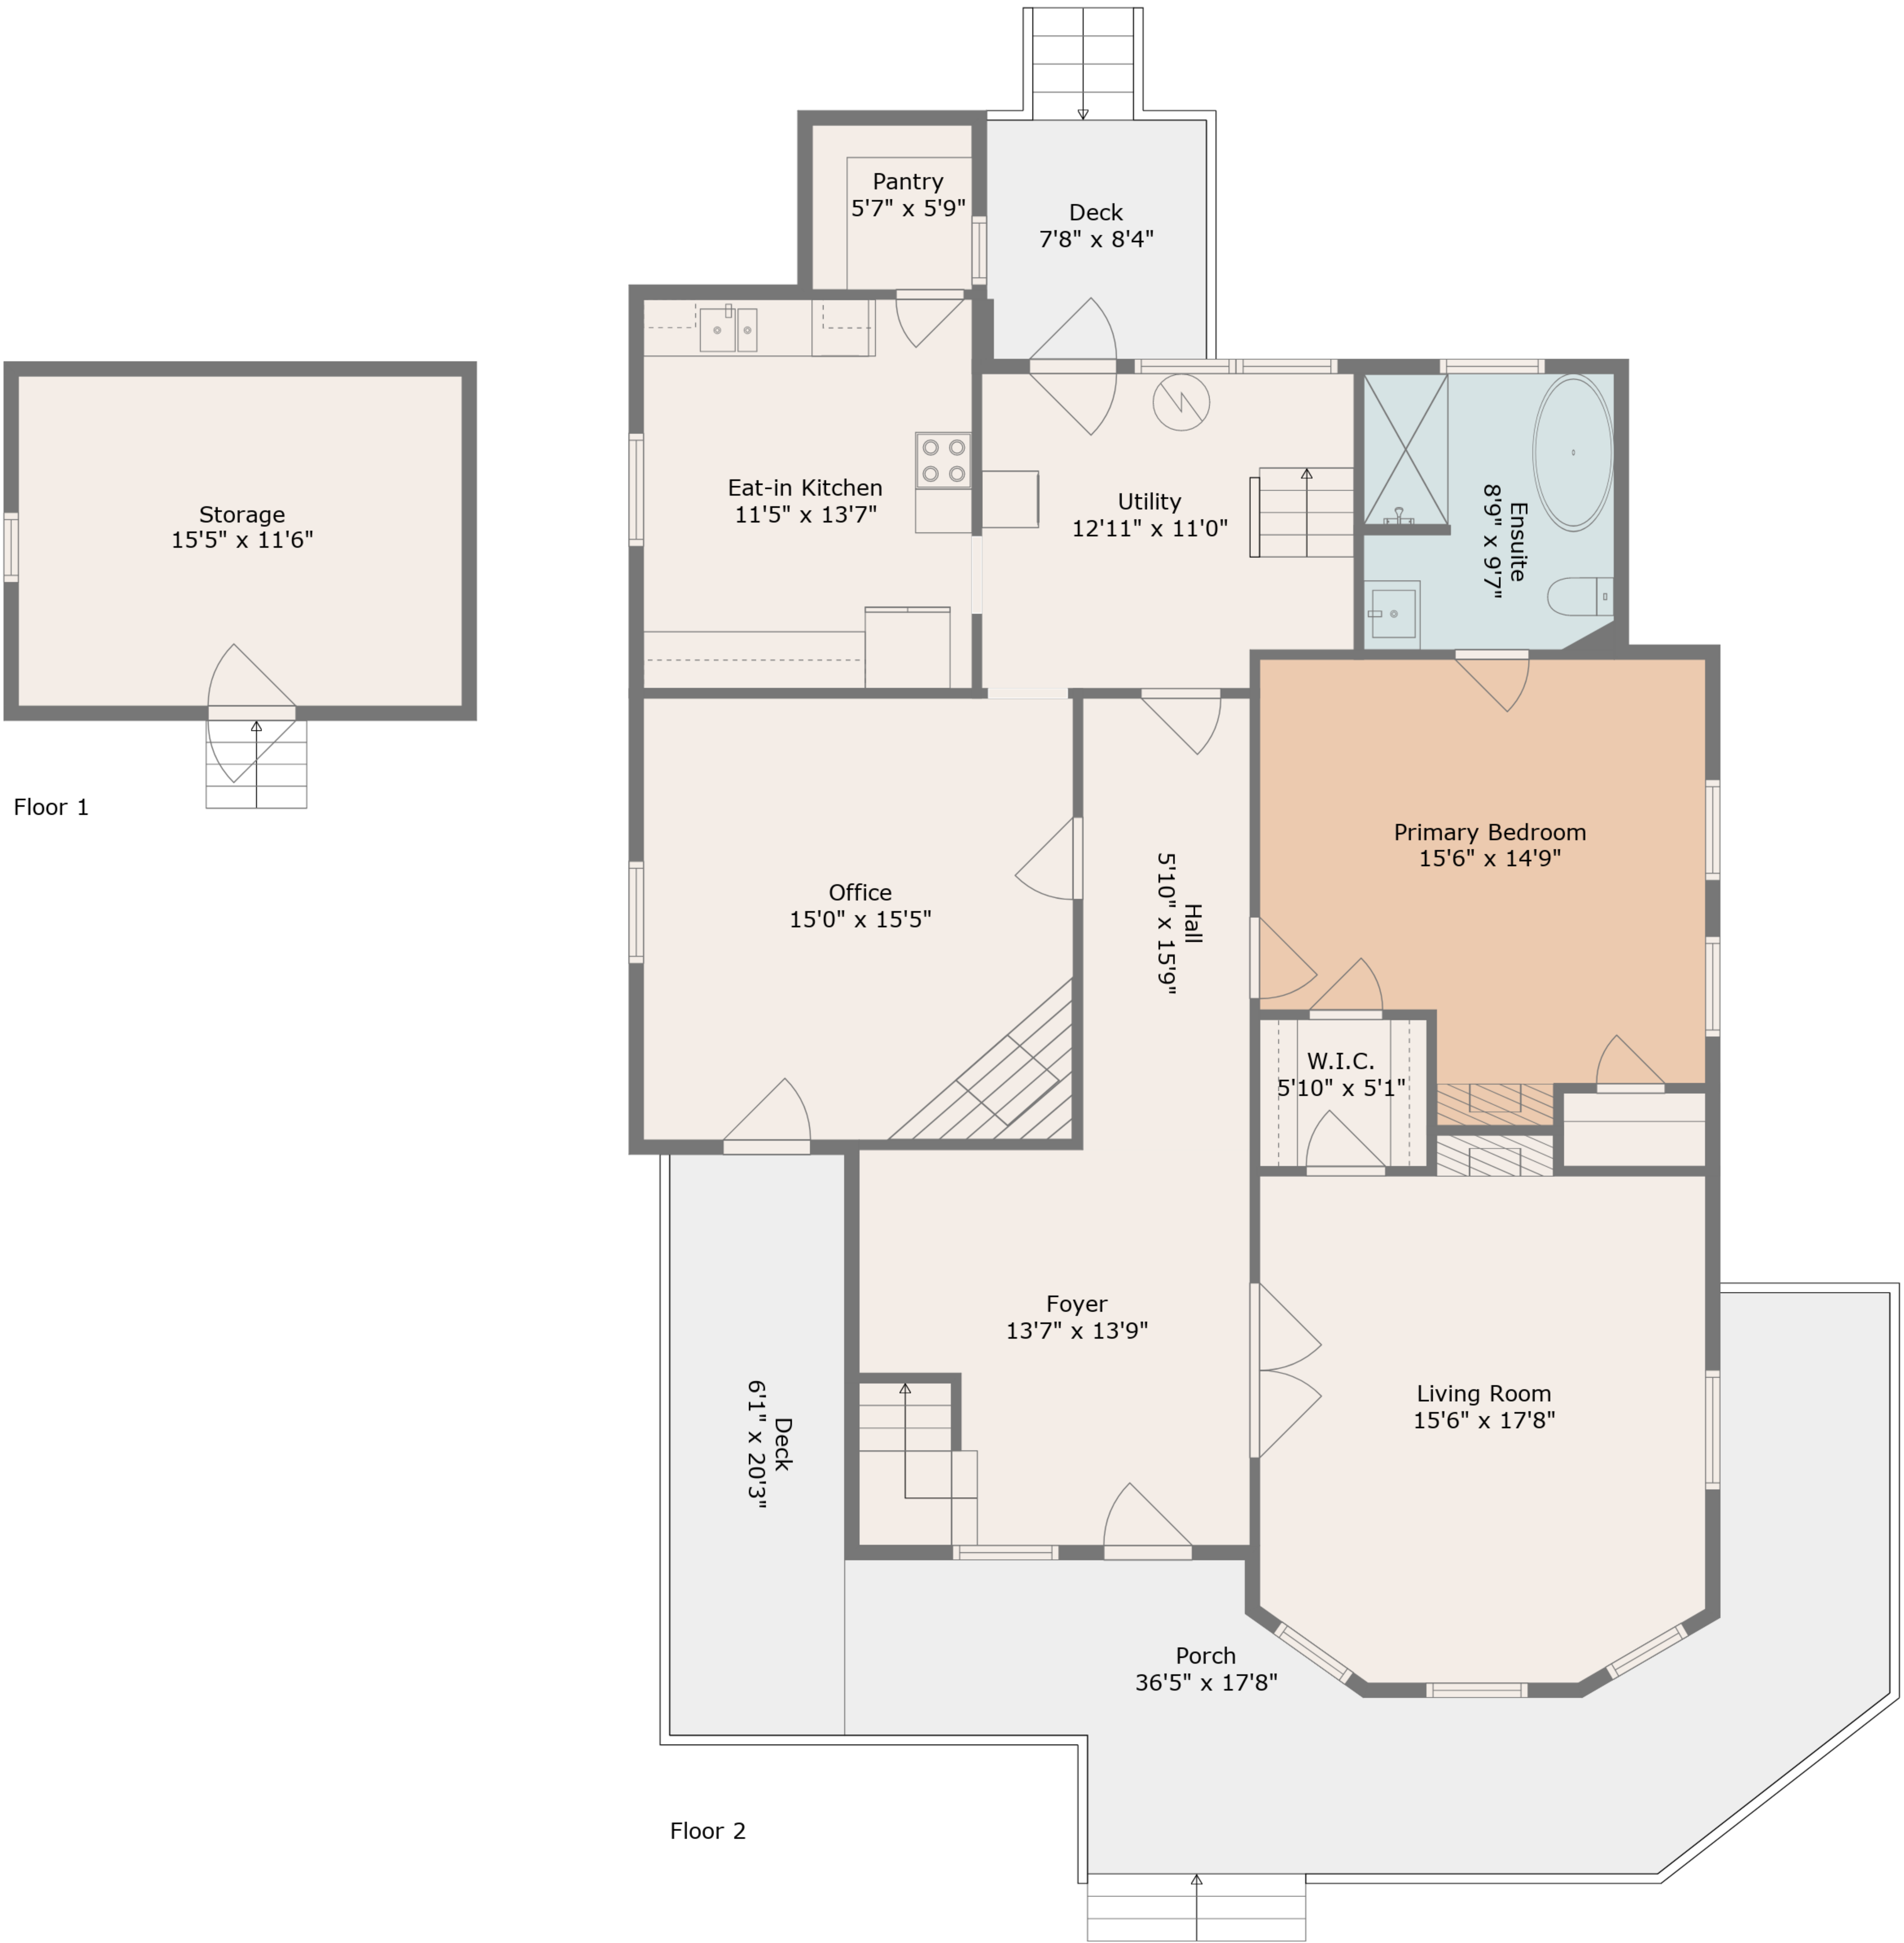 Pantry
5'7" x 5'9"
Deck
7'8" x 8'4"
Storage
15'5" x 11'6"
Eat-in Kitchen
11'5" x 13'7"
Utility
12'11" x 11'0"
Ensuite
8'9" x 9'7"
Floor 1
Primary Bedroom
15'6" x 14'9"
Office
15'0" x 15'5"
Hall
5'10" x 15'9"
W.I.C.
5'10" x 5'1"
Foyer
13'7" x 13'9"
Living Room
15'6" x 17'8"
Deck
6'1" x 20'3"
Porch
36'5" x 17'8"
Floor 2